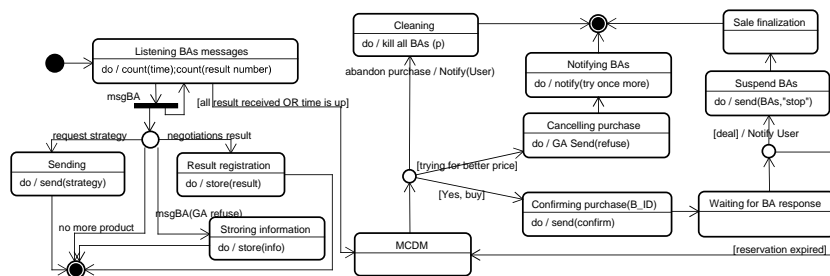 Listening BAs messages
do / count(time);count(result number)
msgBA
[all result received OR time is up]
request strategy
negotiations result
Sending
do / send(strategy)
Result registration
do / store(result)
no more product
msgBA(GA refuse)
Stroring information
do / store(info)
Cleaning
do / kill all BAs (p)
abandon purchase / Notify(User)
Notifying BAs
do / notify(try once more)
Cancelling purchase
do / GA Send(refuse)
[trying for better price]
[Yes, buy]
Confirming purchase(B_ID)
do / send(confirm)
MCDM
Sale finalization
Suspend BAs
do / send(BAs,"stop")
[deal] / Notify User
Waiting for BA response
[reservation expired]